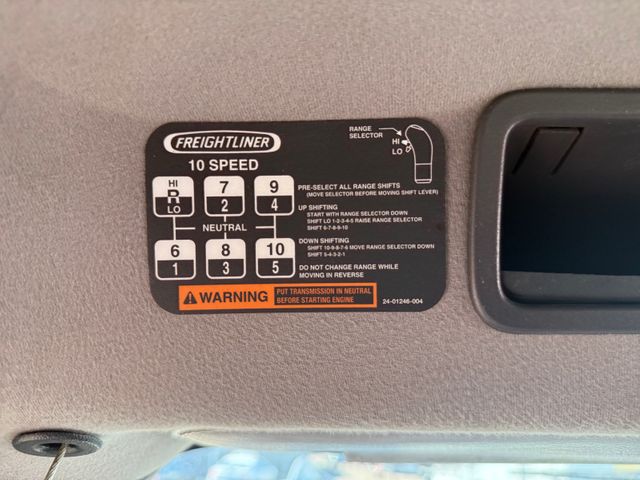 FREIGHTLINER
10 SPEED
RANGE
SELECTOR
HI
LO
HI
R
LO
7
2
9
4
NEUTRAL
6
1
8
3
10
5
PRE-SELECT ALL RANGE SHIFTS
(MOVE SELECTOR BEFORE MOVING SHIFT LEVER)
UP SHIFTING
START WITH RANGE SELECTOR DOWN
SHIFT LO 1-2-3-4-5 RAISE RANGE SELECTOR
SHIFT 6-7-8-9-10
DOWN SHIFTING
SHIFT 10-9-8-7-6 MOVE RANGE SELECTOR DOWN
SHIFT 5-4-3-2-1
DO NOT CHANGE RANGE WHILE
MOVING IN REVERSE
WARNING
PUT TRANSMISSION IN NEUTRAL
BEFORE STARTING ENGINE
24-01246-004